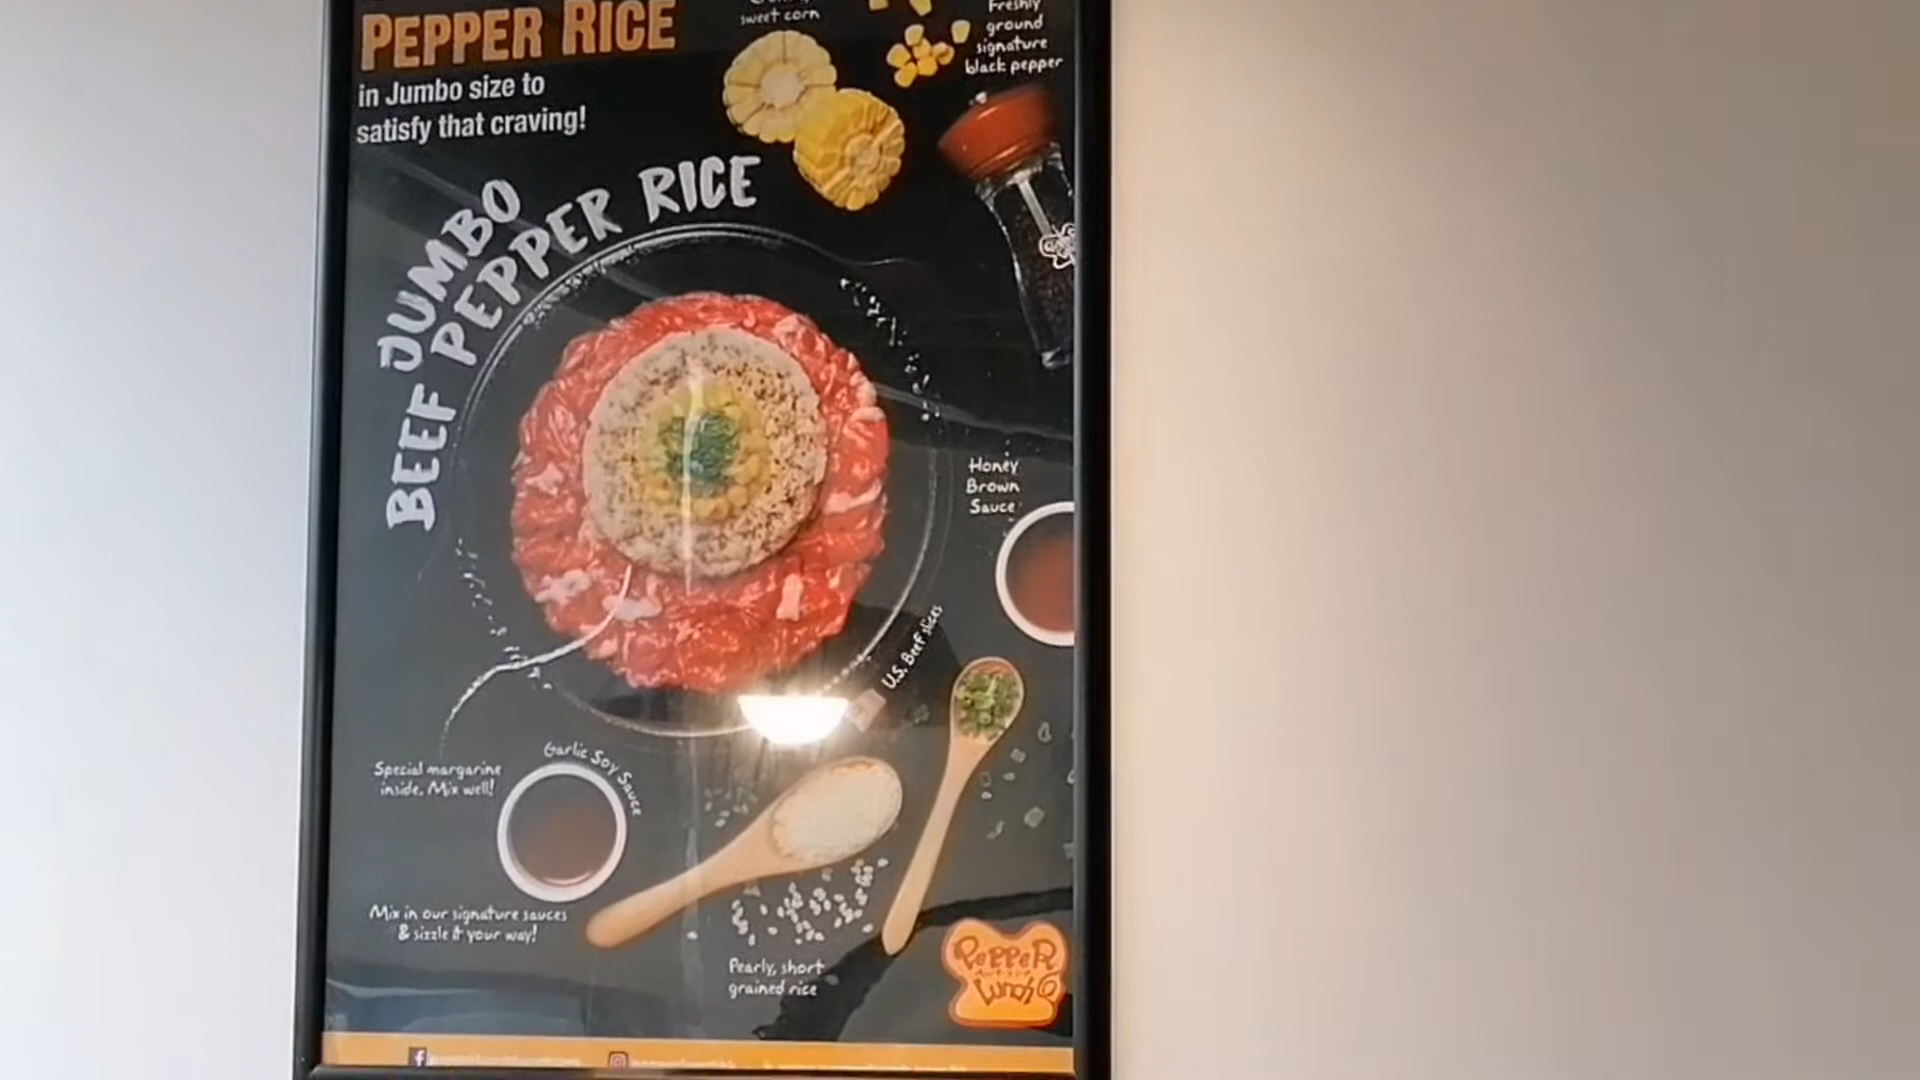 PEPPER RICE
in Jumbo size to
satisfy that craving!
sweet corn
Freshly
ground
signature
black pepper
JUMBO
BEEF PEPPER RICE
Honey
Brown
Sauce
U.S. Beef slices
Special margarine
inside. Mix well!
Garlic Soy Sauce
Mix in our signature sauces
& sizzle it your way!
Pearly, short
grained rice
PePPeR
Lunch